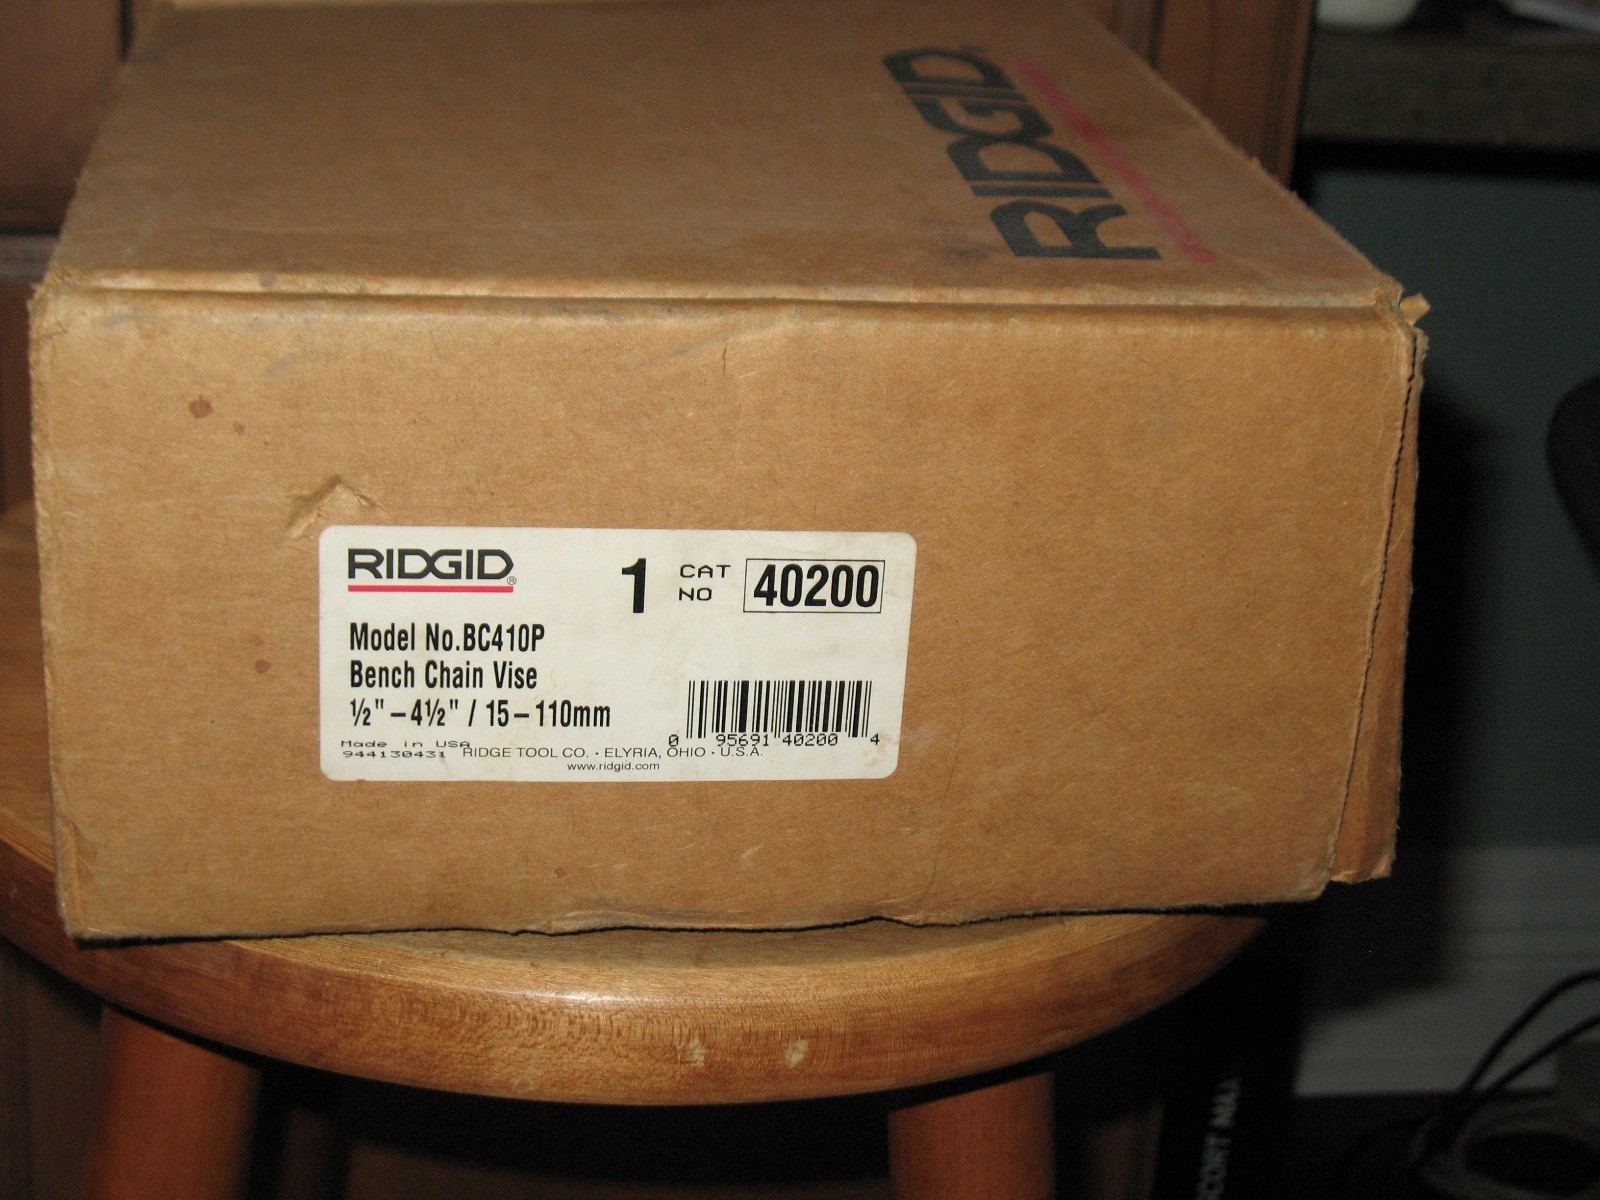 RIDGID®
RIDGID®
1 CAT NO 40200
Model No.BC410P
Bench Chain Vise
½" – 4½" / 15 – 110mm
0 95691 40200 4
Made in USA
944130431 RIDGE TOOL CO. · ELYRIA, OHIO · U.S.A.
www.ridgid.com